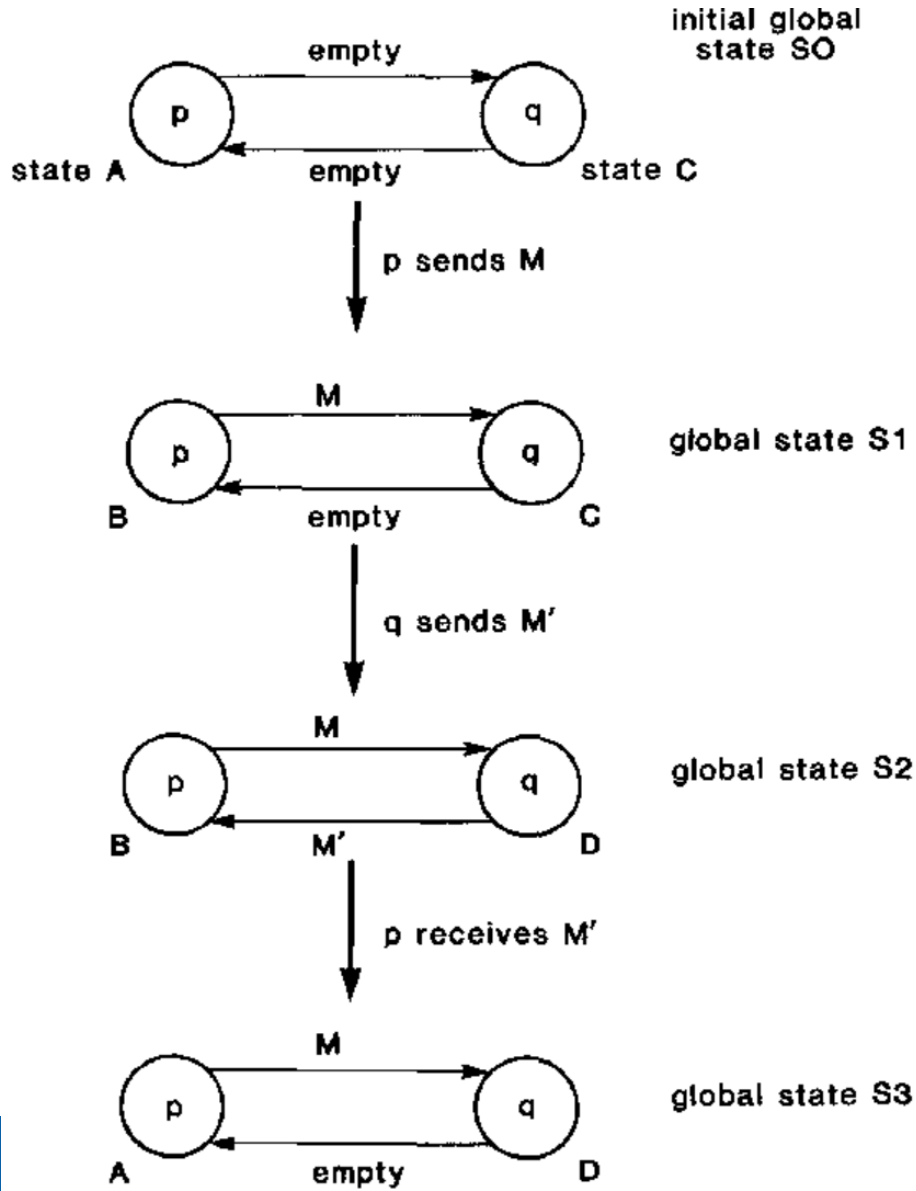 initial global
state SO
empty
p
q
state A
empty
state C
p sends M
M
p
q
global state S1
B
empty
C
q sends M′
M
p
q
global state S2
B
M′
D
p receives M′
M
p
q
global state S3
A
empty
D